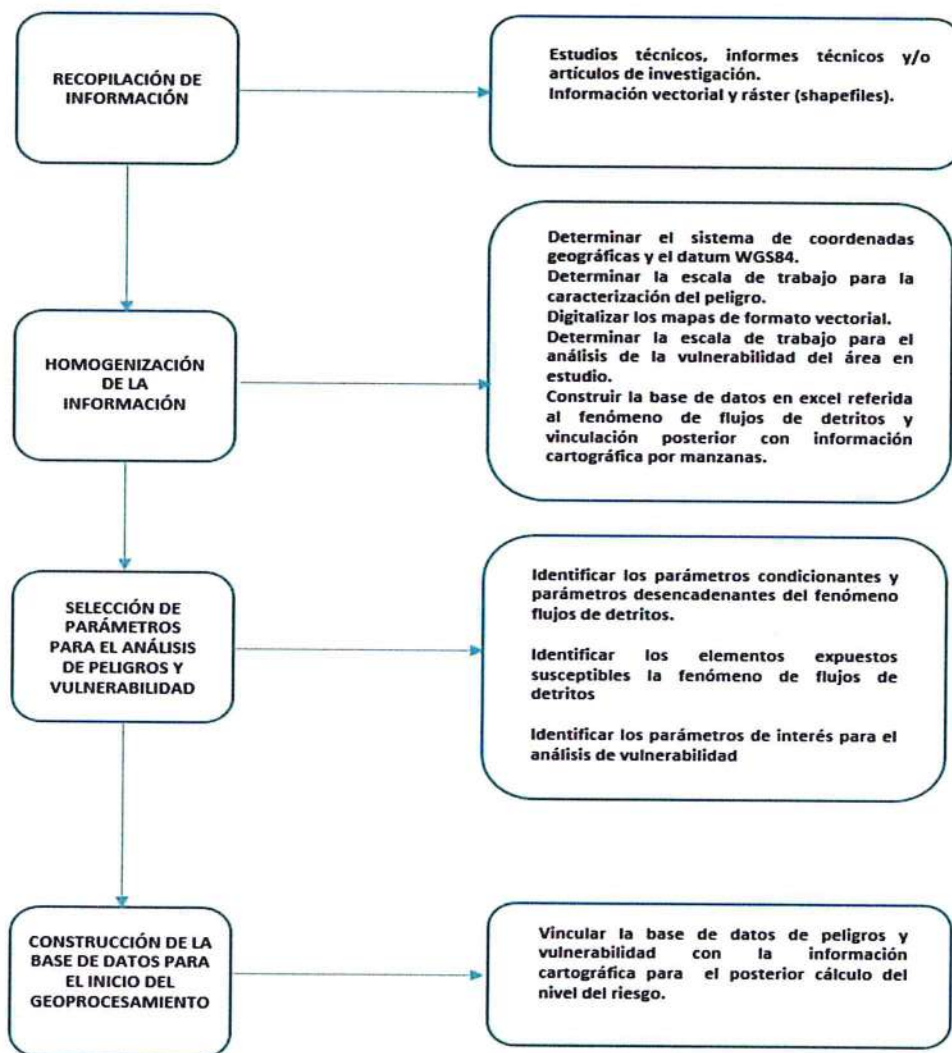 RECOPILACIÓN DE
INFORMACIÓN
Estudios técnicos, informes técnicos y/o
artículos de investigación.
Información vectorial y ráster (shapefiles).
HOMOGENIZACIÓN
DE LA
INFORMACIÓN
Determinar el sistema de coordenadas
geográficas y el datum WGS84.
Determinar la escala de trabajo para la
caracterización del peligro.
Digitalizar los mapas de formato vectorial.
Determinar la escala de trabajo para el
análisis de la vulnerabilidad del área en
estudio.
Construir la base de datos en excel referida
al fenómeno de flujos de detritos y
vinculación posterior con información
cartográfica por manzanas.
SELECCIÓN DE
PARÁMETROS
PARA EL ANÁLISIS
DE PELIGROS Y
VULNERABILIDAD
Identificar los parámetros condicionantes y
parámetros desencadenantes del fenómeno
flujos de detritos.
Identificar los elementos expuestos
susceptibles la fenómeno de flujos de
detritos
Identificar los parámetros de interés para el
análisis de vulnerabilidad
CONSTRUCCIÓN DE LA
BASE DE DATOS PARA
EL INICIO DEL
GEOPROCESAMIENTO
Vincular la base de datos de peligros y
vulnerabilidad con la información
cartográfica para el posterior cálculo del
nivel del riesgo.